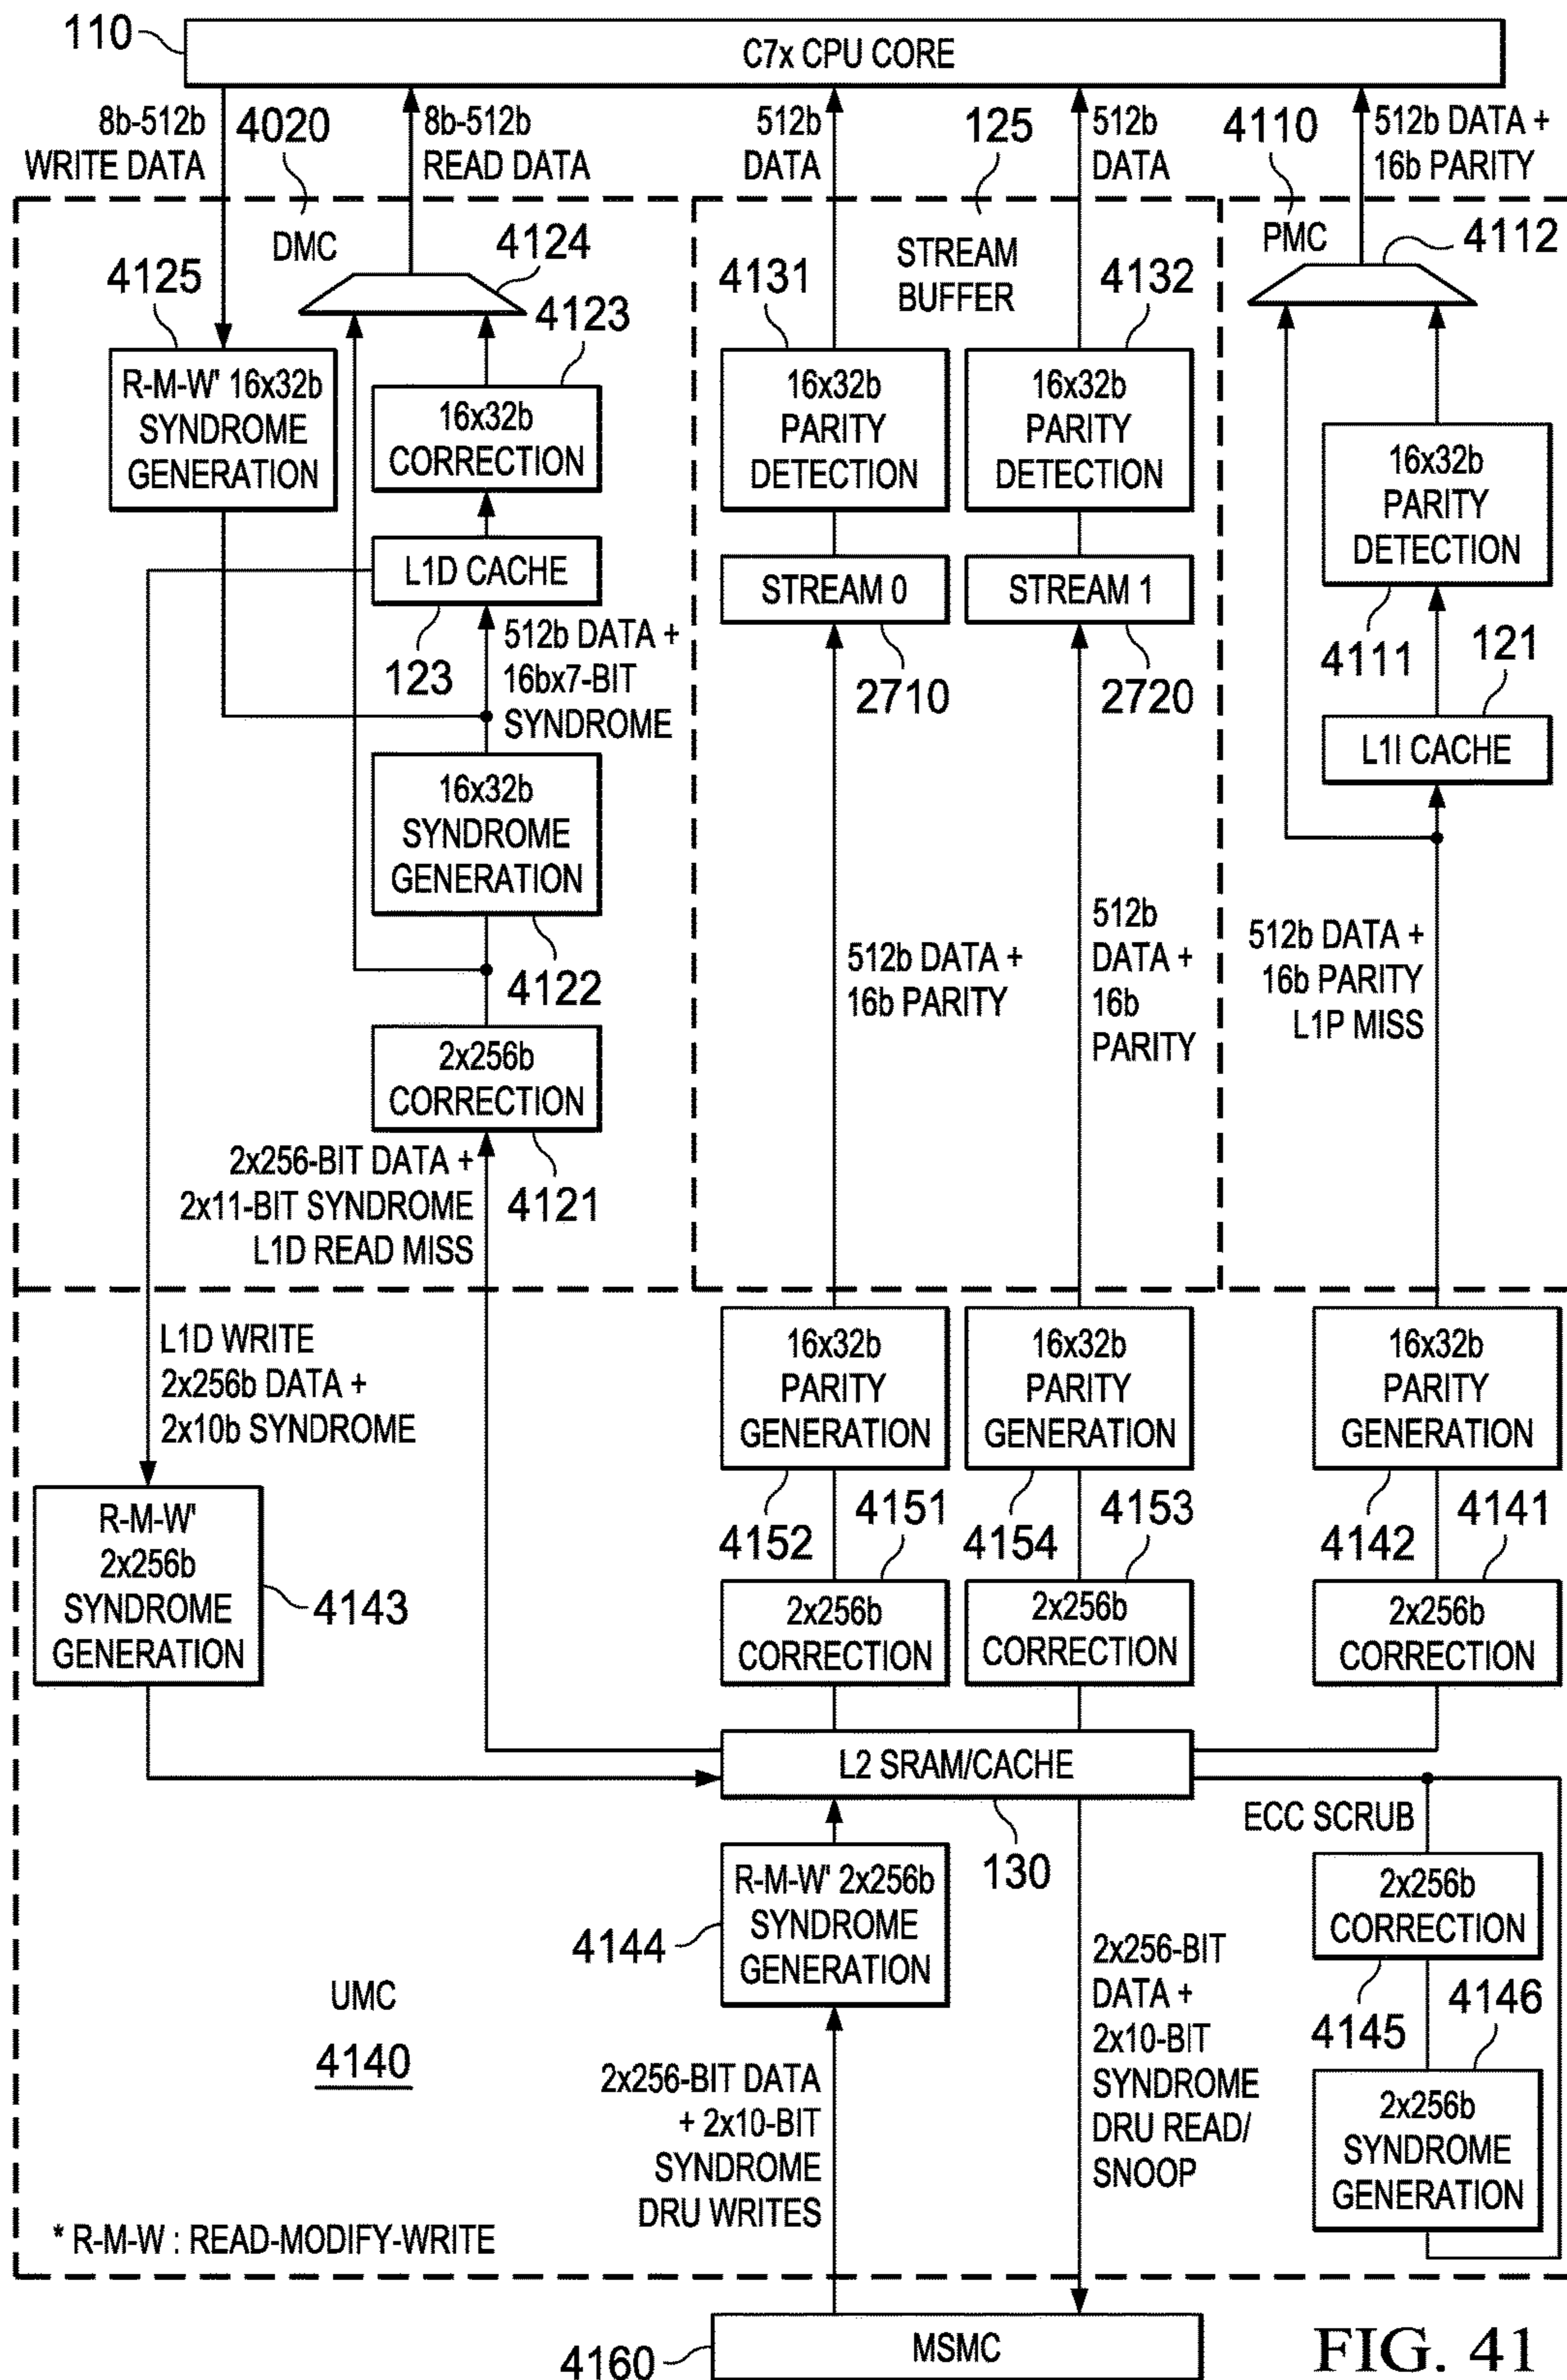 110
C7x CPU CORE
8b-512b
WRITE DATA
4020
8b-512b
READ DATA
512b
DATA
125
512b
DATA
4110
512b DATA +
16b PARITY
DMC
4124
4125
4123
R-M-W' 16x32b
SYNDROME
GENERATION
16x32b
CORRECTION
L1D CACHE
123
512b DATA +
16bx7-BIT
SYNDROME
16x32b
SYNDROME
GENERATION
4122
2x256b
CORRECTION
2x256-BIT DATA +
2x11-BIT SYNDROME
L1D READ MISS
4121
STREAM
BUFFER
4131
4132
16x32b
PARITY
DETECTION
16x32b
PARITY
DETECTION
STREAM 0
STREAM 1
2710
2720
512b DATA +
16b PARITY
512b
DATA +
16b
PARITY
PMC
4112
16x32b
PARITY
DETECTION
4111
121
L1I CACHE
512b DATA +
16b PARITY
L1P MISS
L1D WRITE
2x256b DATA +
2x10b SYNDROME
R-M-W'
2x256b
SYNDROME
GENERATION
4143
16x32b
PARITY
GENERATION
16x32b
PARITY
GENERATION
16x32b
PARITY
GENERATION
4152
4151
4154
4153
4142
4141
2x256b
CORRECTION
2x256b
CORRECTION
2x256b
CORRECTION
L2 SRAM/CACHE
130
ECC SCRUB
R-M-W' 2x256b
SYNDROME
GENERATION
4144
2x256b
CORRECTION
4145
4146
2x256b
SYNDROME
GENERATION
UMC
4140
2x256-BIT DATA
+ 2x10-BIT
SYNDROME
DRU WRITES
2x256-BIT
DATA +
2x10-BIT
SYNDROME
DRU READ/
SNOOP
* R-M-W : READ-MODIFY-WRITE
4160
MSMC
FIG. 41